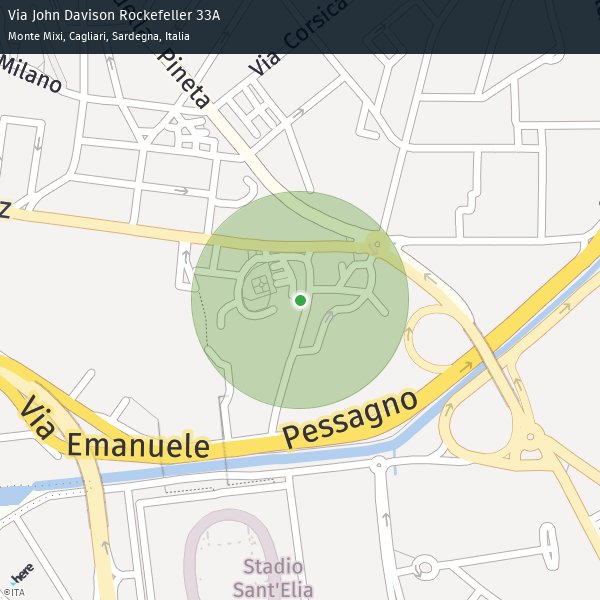 Via John Davison Rockefeller 33A
Monte Mixi, Cagliari, Sardegna, Italia
Milano
Pineta
Via Corsica
Z
Via Emanuele Pessagno
Stadio
Sant'Elia
here
©ITA